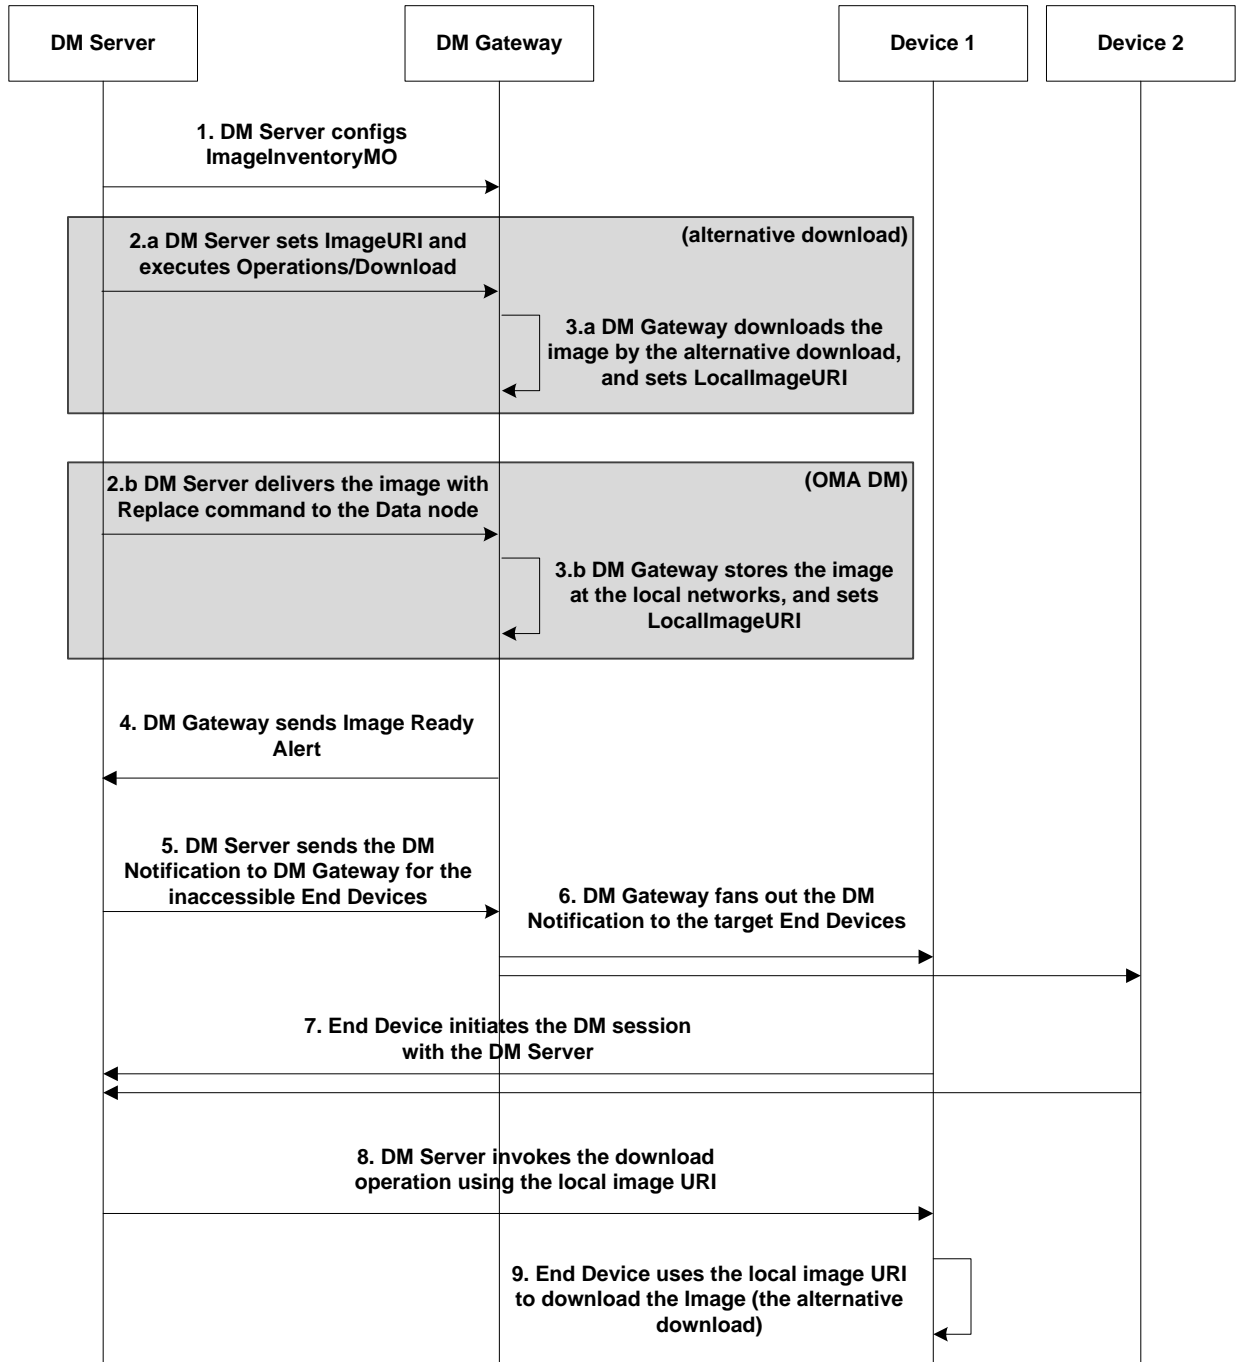 DM Server
DM Gateway
Device 1
Device 2
1. DM Server configs
ImageInventoryMO
2.a DM Server sets ImageURI and
executes Operations/Download
(alternative download)
3.a DM Gateway downloads the
image by the alternative download,
and sets LocalImageURI
2.b DM Server delivers the image with
Replace command to the Data node
(OMA DM)
3.b DM Gateway stores the image
at the local networks, and sets
LocalImageURI
4. DM Gateway sends Image Ready
Alert
5. DM Server sends the DM
Notification to DM Gateway for the
inaccessible End Devices
6. DM Gateway fans out the DM
Notification to the target End Devices
7. End Device initiates the DM session
with the DM Server
8. DM Server invokes the download
operation using the local image URI
9. End Device uses the local image URI
to download the Image (the alternative
download)